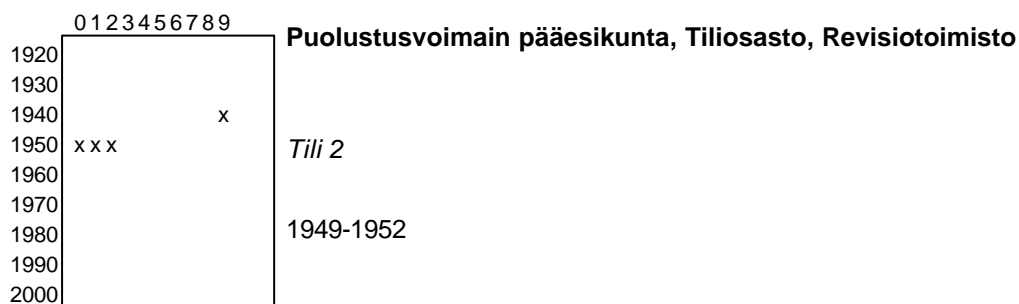 0123456789
Puolustusvoimain pääesikunta, Tiliosasto, Revisiotoimisto
1920
1930
1940 x
1950 x x x
Tili 2
1960
1970
1980
1949-1952
1990
2000